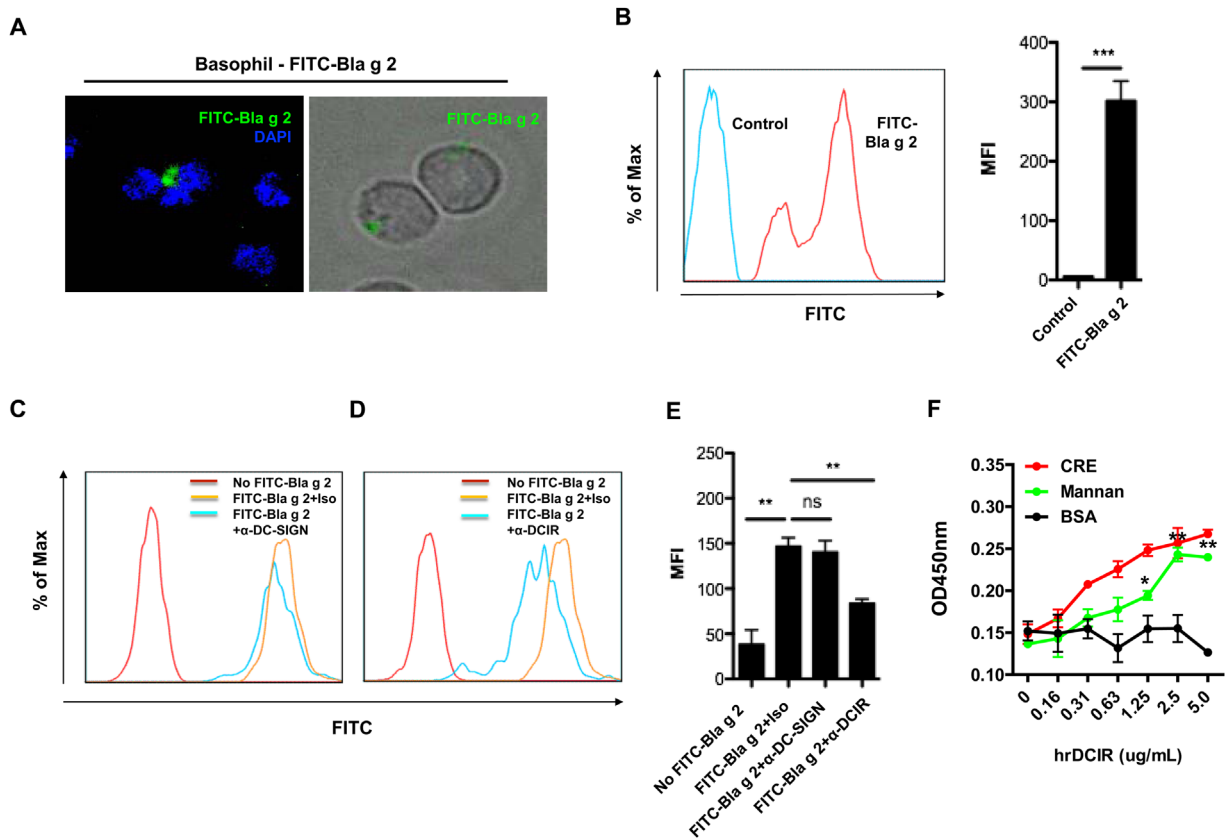 A
Basophil - FITC-Bla g 2
FITC-Bla g 2
DAPI
FITC-Bla g 2
B
% of Max
Control
FITC-
Bla g 2
FITC
MFI
400
300
200
100
0
***
Control
FITC-Bla g 2
C
% of Max
No FITC-Bla g 2
FITC-Bla g 2+Iso
FITC-Bla g 2
+α-DC-SIGN
D
No FITC-Bla g 2
FITC-Bla g 2+Iso
FITC-Bla g 2
+α-DCIR
FITC
E
MFI
250
200
150
100
50
0
**
**
ns
No FITC-Bla g 2
FITC-Bla g 2+Iso
FITC-Bla g 2+α-DC-SIGN
FITC-Bla g 2+α-DCIR
F
OD450nm
0.35
0.30
0.25
0.20
0.15
0.10
CRE
Mannan
BSA
*
**
**
0
0.16
0.31
0.63
1.25
2.5
5.0
hrDCIR (ug/mL)